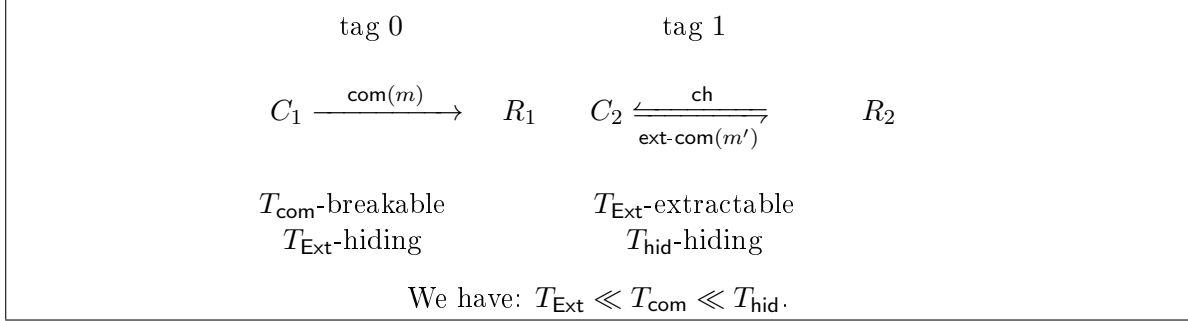 tag 0 tag 1
com(m) ch
C₁ R₁ C₂ R₂
ext-com(m′)
T_com-breakable T_Ext-extractable
T_Ext-hiding T_hid-hiding
We have: T_Ext ≪ T_com ≪ T_hid.